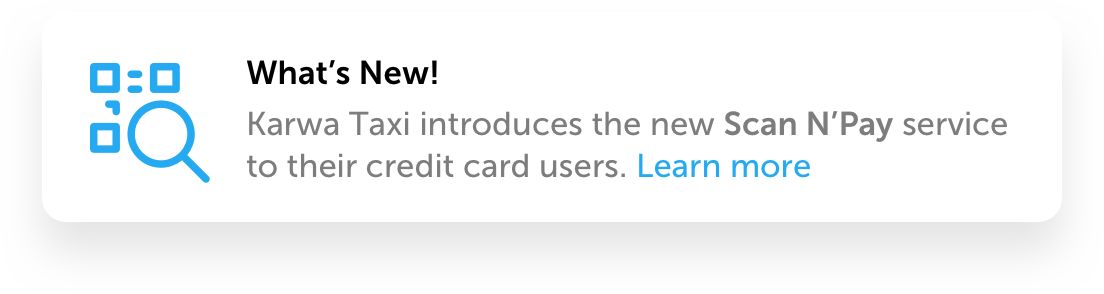 What’s New!
Karwa Taxi introduces the new Scan N’Pay service
to their credit card users. Learn more